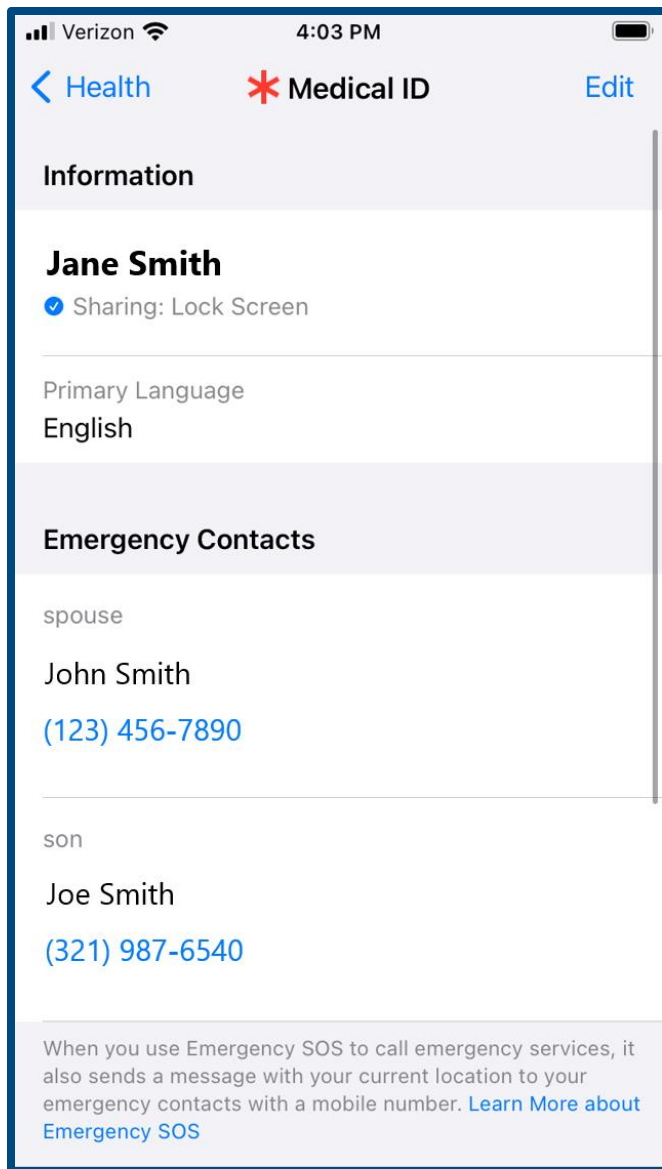 Verizon 4:03 PM
Health Medical ID Edit
Information
Jane Smith
Sharing: Lock Screen
Primary Language
English
Emergency Contacts
spouse
John Smith
(123) 456-7890
son
Joe Smith
(321) 987-6540
When you use Emergency SOS to call emergency services, it
also sends a message with your current location to your
emergency contacts with a mobile number. Learn More about
Emergency SOS